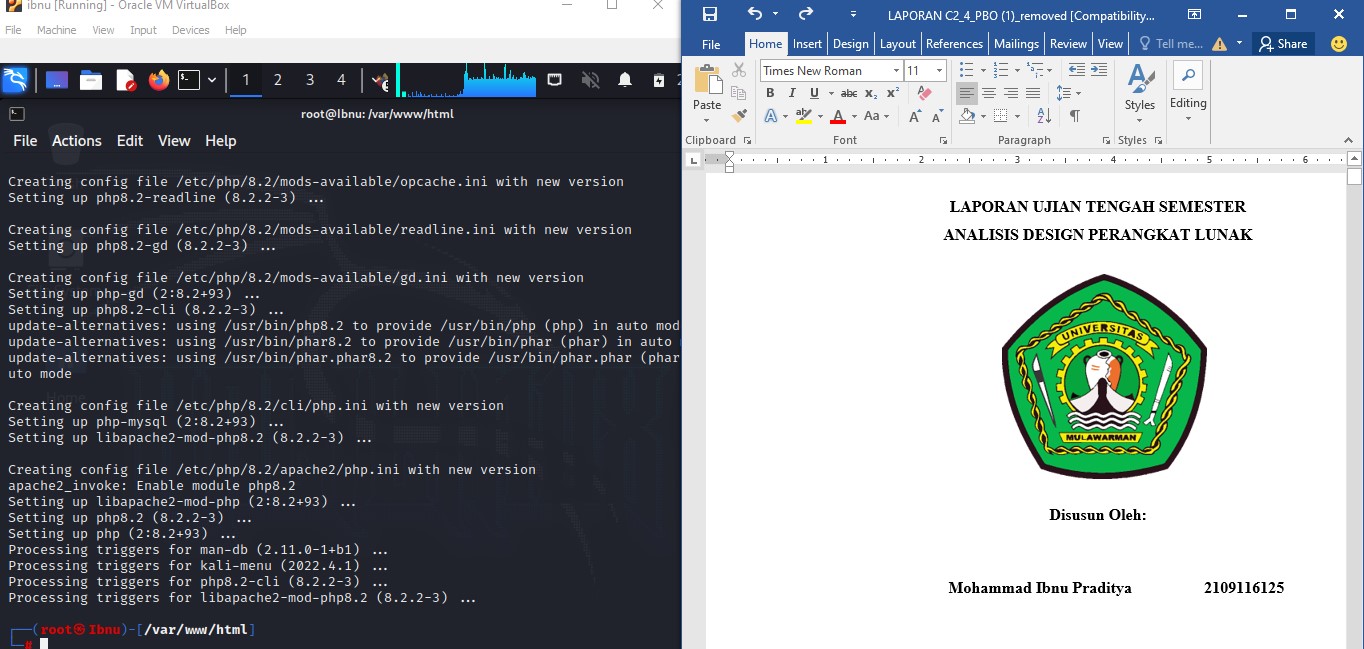 ibnu [Running] - Oracle VM VirtualBox
File Machine View Input Devices Help
1 2 3 4
root@Ibnu: /var/www/html
File Actions Edit View Help
Creating config file /etc/php/8.2/mods-available/opcache.ini with new version
Setting up php8.2-readline (8.2.2-3) ...
Creating config file /etc/php/8.2/mods-available/readline.ini with new version
Setting up php8.2-gd (8.2.2-3) ...
Creating config file /etc/php/8.2/mods-available/gd.ini with new version
Setting up php-gd (2:8.2+93) ...
Setting up php8.2-cli (8.2.2-3) ...
update-alternatives: using /usr/bin/php8.2 to provide /usr/bin/php (php) in auto mod
update-alternatives: using /usr/bin/phar8.2 to provide /usr/bin/phar (phar) in auto
update-alternatives: using /usr/bin/phar.phar8.2 to provide /usr/bin/phar.phar (phar
uto mode
Creating config file /etc/php/8.2/cli/php.ini with new version
Setting up php-mysql (2:8.2+93) ...
Setting up libapache2-mod-php8.2 (8.2.2-3) ...
Creating config file /etc/php/8.2/apache2/php.ini with new version
apache2_invoke: Enable module php8.2
Setting up libapache2-mod-php (2:8.2+93) ...
Setting up php8.2 (8.2.2-3) ...
Setting up php (2:8.2+93) ...
Processing triggers for man-db (2.11.0-1+b1) ...
Processing triggers for kali-menu (2022.4.1) ...
Processing triggers for php8.2-cli (8.2.2-3) ...
Processing triggers for libapache2-mod-php8.2 (8.2.2-3) ...
(root㉿Ibnu)-[/var/www/html]
#
LAPORAN C2_4_PBO (1)_removed [Compatibility...
File Home Insert Design Layout References Mailings Review View Tell me... Share
Times New Roman 11
Paste
B I U abc x₂ x²
Styles Editing
A aby A Aa A A
Clipboard Font Paragraph Styles
L 1 2 3 4 5 6
LAPORAN UJIAN TENGAH SEMESTER
ANALISIS DESIGN PERANGKAT LUNAK
UNIVERSITAS
MULAWARMAN
Disusun Oleh:
Mohammad Ibnu Praditya 2109116125